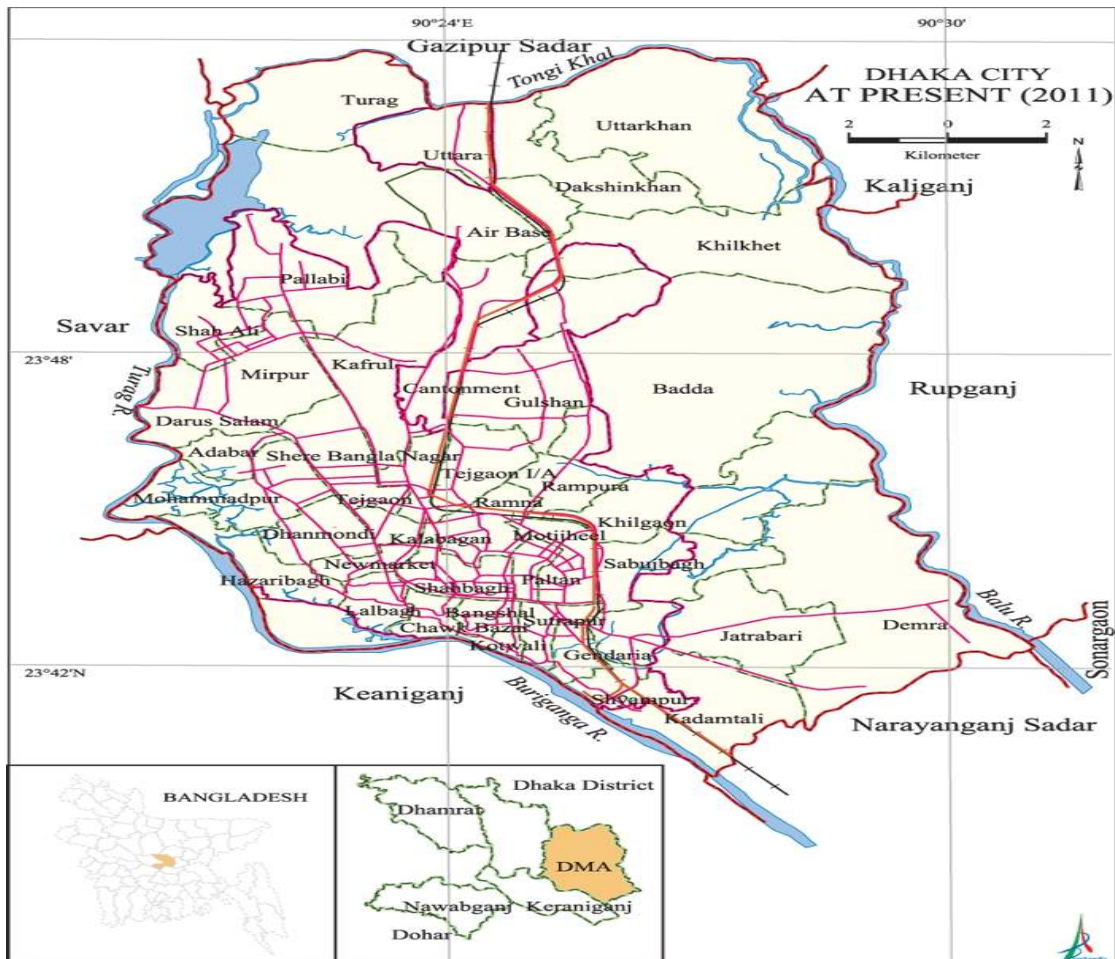 90°24'E
90°30'
Gazipur Sadar
Tongi Khal
DHAKA CITY
AT PRESENT (2011)
2 0 2
Kilometer
N
Turag
Uttarkhan
Uttara
Dakshinkhan
Kaliganj
Air Base
Khilkhet
Pallabi
Savar
Shah Ali
23°48'
Kafrul
Mirpur
Turag R.
Cantonment
Gulshan
Badda
Rupganj
Darus Salam
Adabar
Shere Bangla Nagar
Tejgaon I/A
Rampura
Mohammadpur
Tejgaon
Ramna
Khilgaon
Dhanmondi
Kalabagan
Motijheel
Newmarket
Sabujbagh
Hazaribagh
Shahbagh
Paltan
Lalbagh
Bangshal
Sutrapur
Chawk Bazar
Kotwali
Gendaria
Jatrabari
Demra
Balu R.
Sonargaon
23°42'N
Keaniganj
Buriganga R.
Shyampur
Kadamtali
Narayanganj Sadar
BANGLADESH
Dhaka District
Dhamrai
DMA
Nawabganj
Keraniganj
Dohar